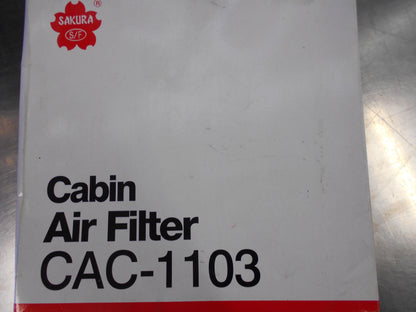 SAKURA
®
S/F
Cabin
Air Filter
CAC-1103